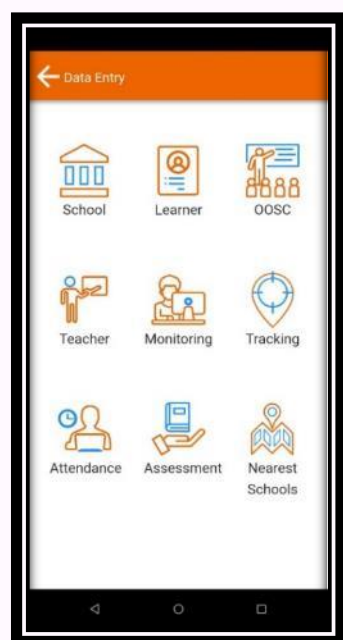 Data Entry
School
Learner
OOSC
Teacher
Monitoring
Tracking
Attendance
Assessment
Nearest
Schools